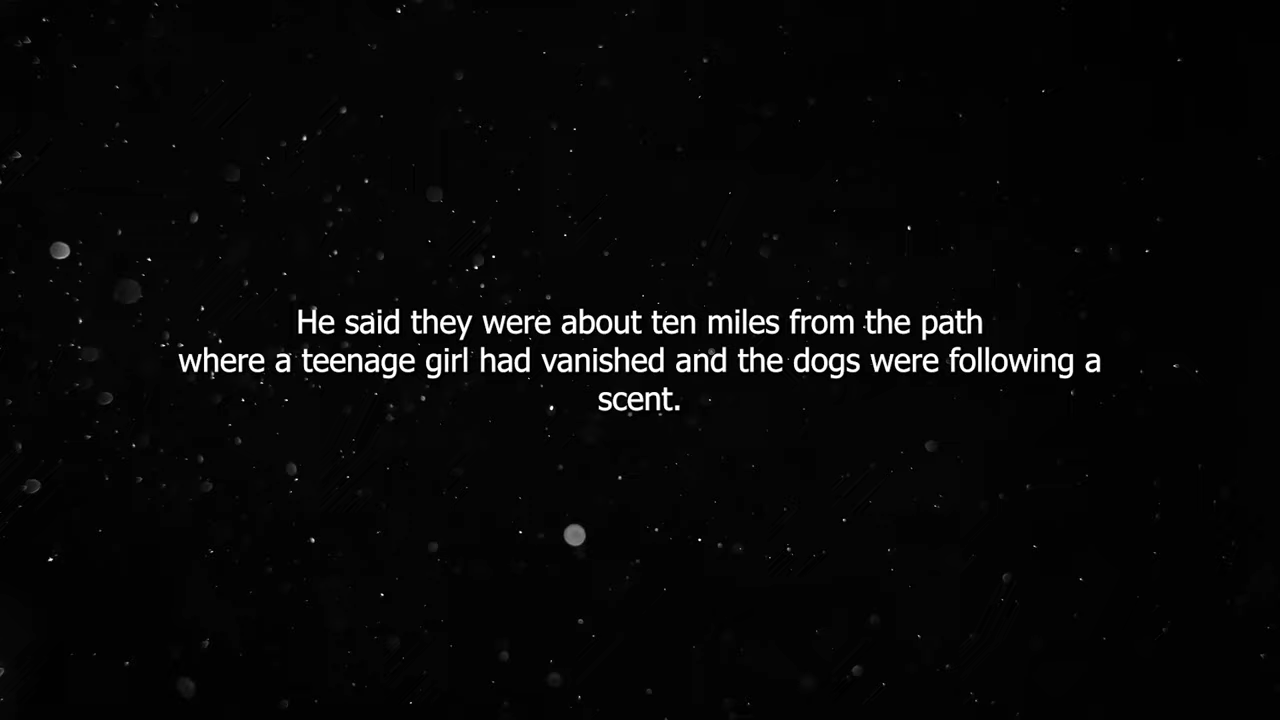 He said they were about ten miles from the path
where a teenage girl had vanished and the dogs were following a
scent.